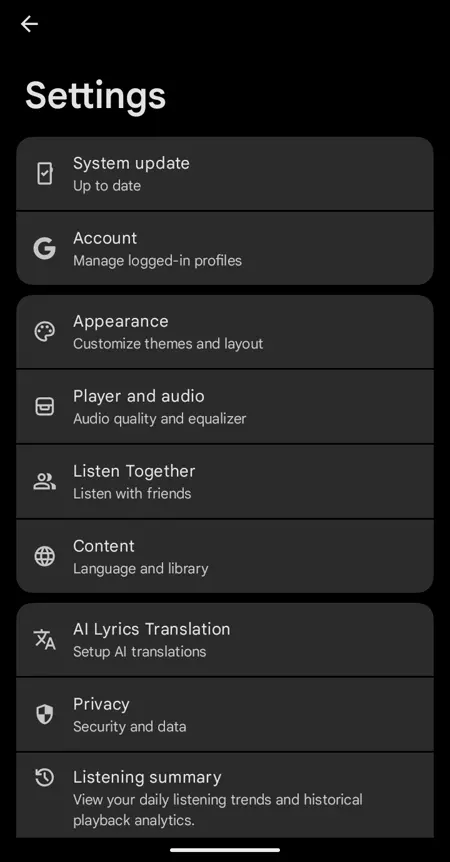 Settings
System update
Up to date
Account
Manage logged-in profiles
Appearance
Customize themes and layout
Player and audio
Audio quality and equalizer
Listen Together
Listen with friends
Content
Language and library
AI Lyrics Translation
Setup AI translations
Privacy
Security and data
Listening summary
View your daily listening trends and historical
playback analytics.